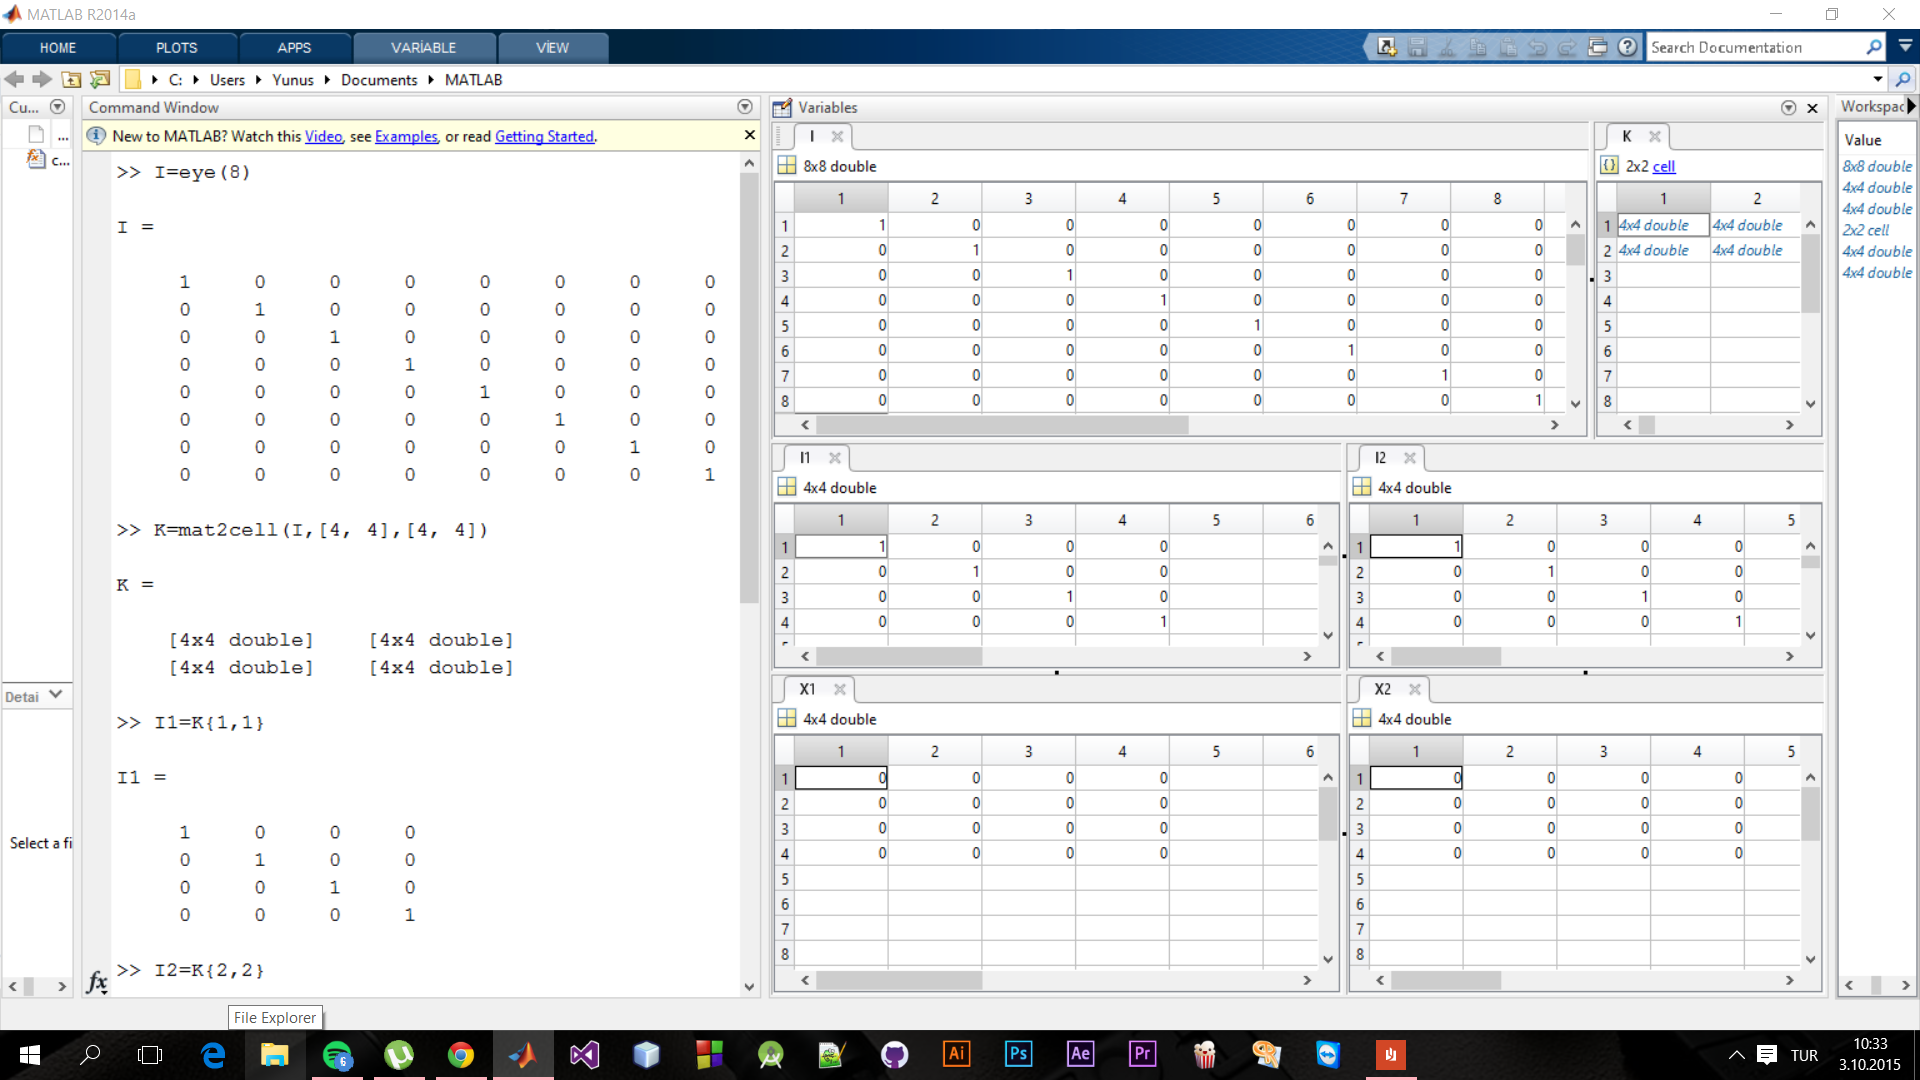 MATLAB R2014a
HOME PLOTS APPS VARİABLE VİEW
Search Documentation
C: Users Yunus Documents MATLAB
Cu...
...
c...
Detai
Select a fi
Command Window
New to MATLAB? Watch this Video, see Examples, or read Getting Started.
>> I=eye(8)
I =
1 0 0 0 0 0 0 0
0 1 0 0 0 0 0 0
0 0 1 0 0 0 0 0
0 0 0 1 0 0 0 0
0 0 0 0 1 0 0 0
0 0 0 0 0 1 0 0
0 0 0 0 0 0 1 0
0 0 0 0 0 0 0 1
>> K=mat2cell(I,[4, 4],[4, 4])
K =
[4x4 double] [4x4 double]
[4x4 double] [4x4 double]
>> I1=K{1,1}
I1 =
1 0 0 0
0 1 0 0
0 0 1 0
0 0 0 1
fx >> I2=K{2,2}
Variables
I
8x8 double
1 2 3 4 5 6 7 8
1 1 0 0 0 0 0 0 0
2 0 1 0 0 0 0 0 0
3 0 0 1 0 0 0 0 0
4 0 0 0 1 0 0 0 0
5 0 0 0 0 1 0 0 0
6 0 0 0 0 0 1 0 0
7 0 0 0 0 0 0 1 0
8 0 0 0 0 0 0 0 1
K
2x2 cell
1 2
1 4x4 double 4x4 double
2 4x4 double 4x4 double
3
4
5
6
7
8
I1
4x4 double
1 2 3 4 5 6
1 1 0 0 0
2 0 1 0 0
3 0 0 1 0
4 0 0 0 1
I2
4x4 double
1 2 3 4 5
1 1 0 0 0
2 0 1 0 0
3 0 0 1 0
4 0 0 0 1
X1
4x4 double
1 2 3 4 5 6
1 0 0 0 0
2 0 0 0 0
3 0 0 0 0
4 0 0 0 0
5
6
7
8
X2
4x4 double
1 2 3 4 5
1 0 0 0 0
2 0 0 0 0
3 0 0 0 0
4 0 0 0 0
5
6
7
8
Workspac
Value
8x8 double
4x4 double
4x4 double
2x2 cell
4x4 double
4x4 double
File Explorer
6
Ai Ps Ae Pr
TUR
10:33
3.10.2015